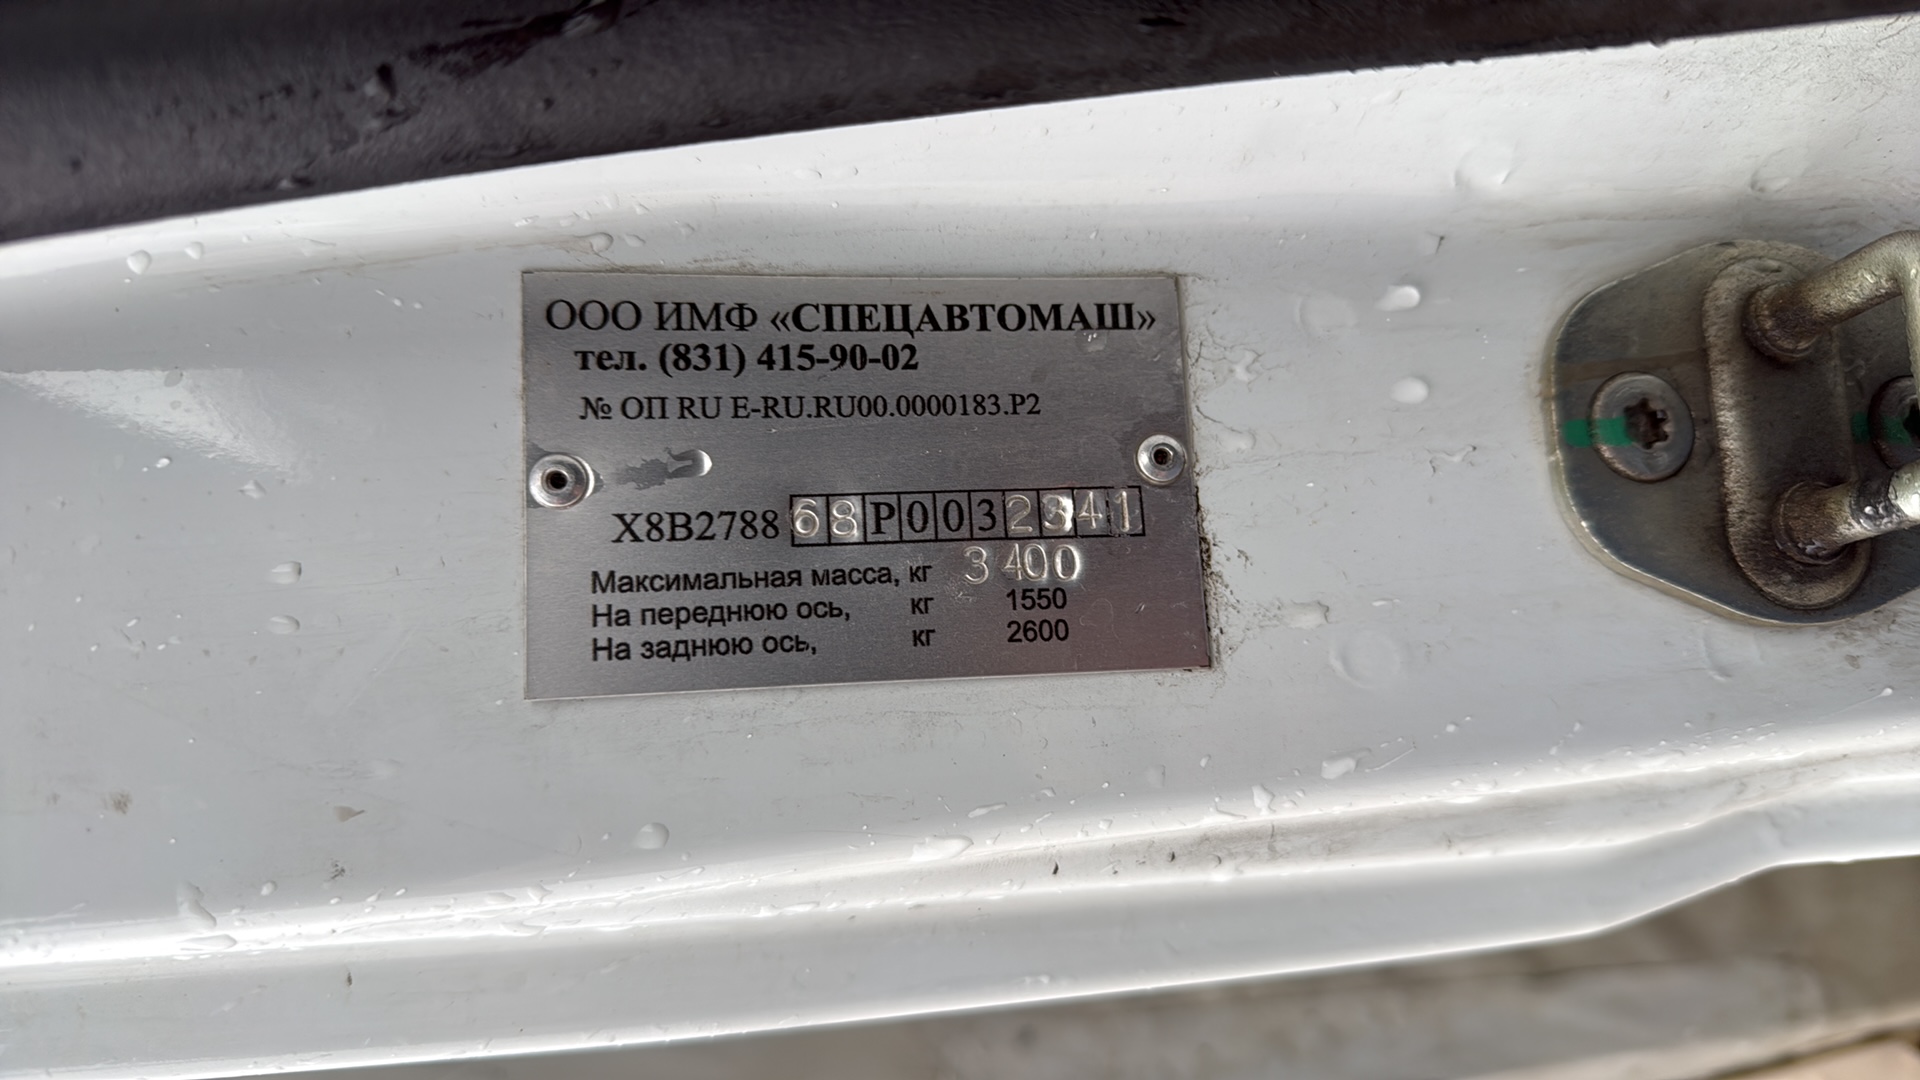 ООО ИМФ «СПЕЦАВТОМАШ»
тел. (831) 415-90-02
№ ОП RU E-RU.RU00.0000183.P2
X8B278868P0032341
Максимальная масса, кг 3400
На переднюю ось, кг 1550
На заднюю ось, кг 2600